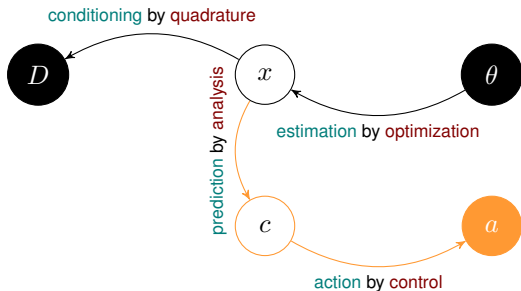 conditioning by quadrature
D
x
θ
estimation by optimization
prediction by analysis
c
a
action by control